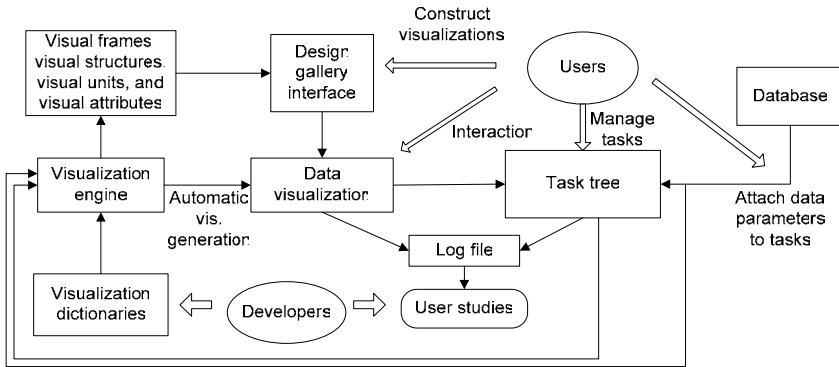 Visual frames
visual structures,
visual units, and
visual attributes
Design
gallery
interface
Construct
visualizations
Users
Database
Interaction
Manage
tasks
Visualization
engine
Automatic
vis.
generation
Data
visualization
Task tree
Attach data
parameters
to tasks
Log file
Visualization
dictionaries
Developers
User studies